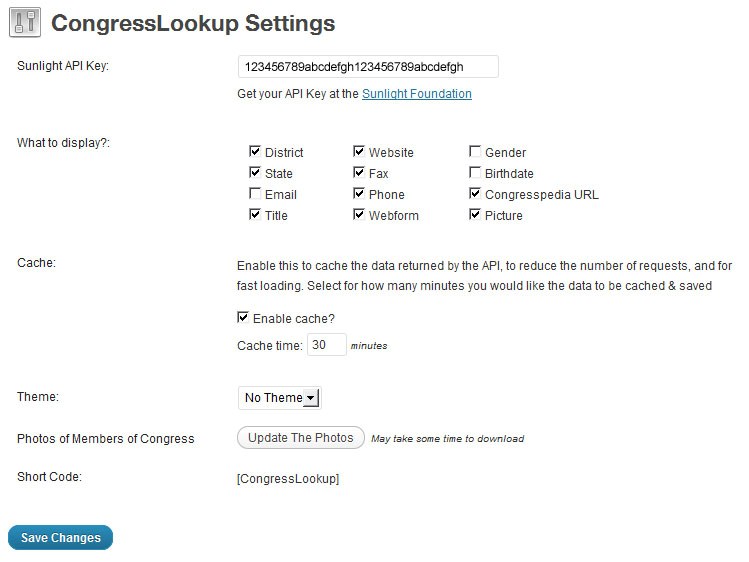 CongressLookup Settings
Sunlight API Key: 123456789abcdefgh123456789abcdefgh
Get your API Key at the Sunlight Foundation
What to display?:
District Website Gender
State Fax Birthdate
Email Phone Congresspedia URL
Title Webform Picture
Cache: Enable this to cache the data returned by the API, to reduce the number of requests, and for
fast loading. Select for how many minutes you would like the data to be cached & saved
Enable cache?
Cache time: 30 minutes
Theme: No Theme
Photos of Members of Congress Update The Photos May take some time to download
Short Code: [CongressLookup]
Save Changes